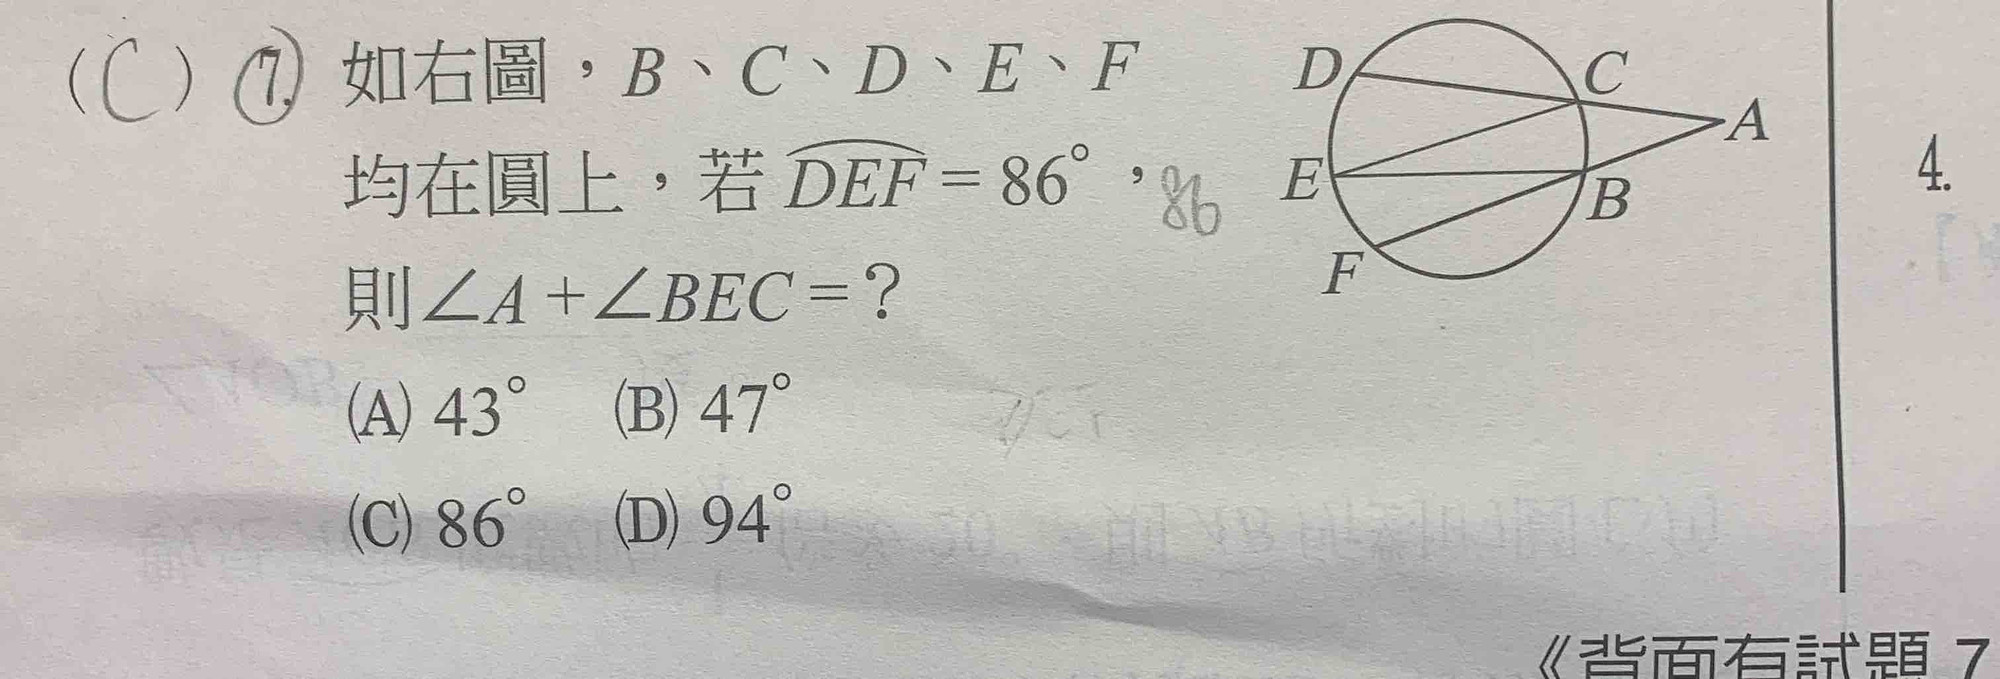 (C) 7. 如右圖，B、C、D、E、F
均在圓上，若 DEF = 86°，86
則∠A + ∠BEC = ？
(A) 43° (B) 47°
(C) 86° (D) 94°
D
C
A
E
B
F
4.
《背面有試題 7